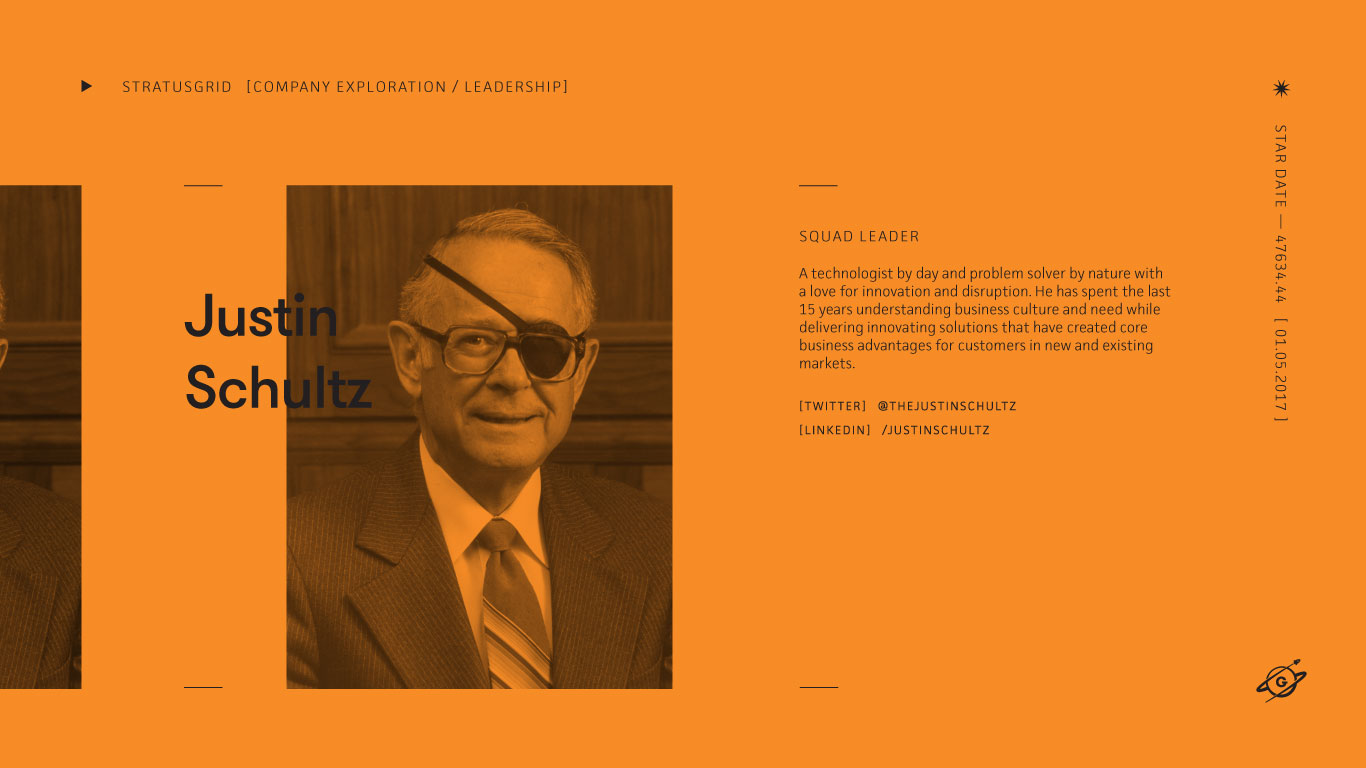 STRATUSGRID [COMPANY EXPLORATION / LEADERSHIP]
STAR DATE — 47634.44 [ 01.05.2017 ]
Justin
Schultz
SQUAD LEADER
A technologist by day and problem solver by nature with
a love for innovation and disruption. He has spent the last
15 years understanding business culture and need while
delivering innovating solutions that have created core
business advantages for customers in new and existing
markets.
[TWITTER] @THEJUSTINSCHULTZ
[LINKEDIN] /JUSTINSCHULTZ
G